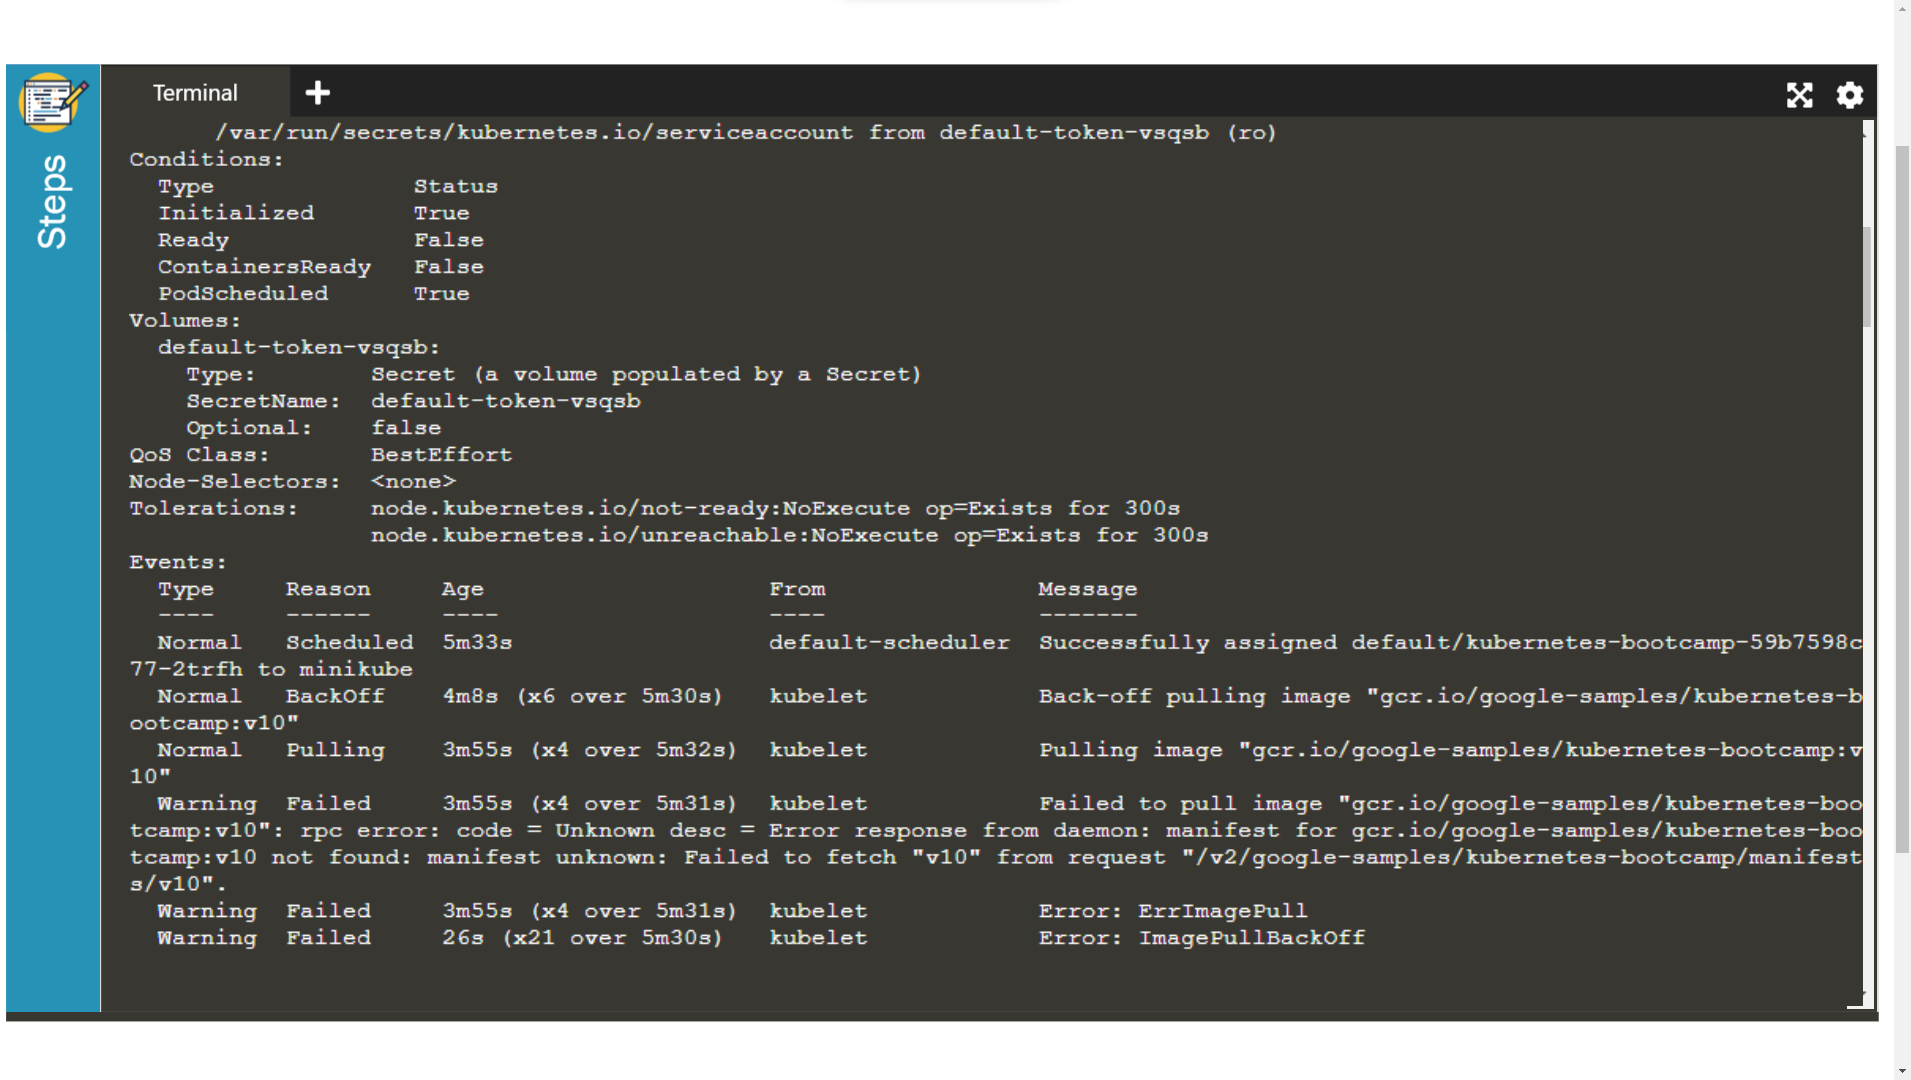 Terminal
Steps
/var/run/secrets/kubernetes.io/serviceaccount from default-token-vsqsb (ro)
Conditions:
Type Status
Initialized True
Ready False
ContainersReady False
PodScheduled True
Volumes:
default-token-vsqsb:
Type: Secret (a volume populated by a Secret)
SecretName: default-token-vsqsb
Optional: false
QoS Class: BestEffort
Node-Selectors: <none>
Tolerations: node.kubernetes.io/not-ready:NoExecute op=Exists for 300s
node.kubernetes.io/unreachable:NoExecute op=Exists for 300s
Events:
Type Reason Age From Message
---- ------ ---- ---- -------
Normal Scheduled 5m33s default-scheduler Successfully assigned default/kubernetes-bootcamp-59b7598c
77-2trfh to minikube
Normal BackOff 4m8s (x6 over 5m30s) kubelet Back-off pulling image "gcr.io/google-samples/kubernetes-b
ootcamp:v10"
Normal Pulling 3m55s (x4 over 5m32s) kubelet Pulling image "gcr.io/google-samples/kubernetes-bootcamp:v
10"
Warning Failed 3m55s (x4 over 5m31s) kubelet Failed to pull image "gcr.io/google-samples/kubernetes-boo
tcamp:v10": rpc error: code = Unknown desc = Error response from daemon: manifest for gcr.io/google-samples/kubernetes-boo
tcamp:v10 not found: manifest unknown: Failed to fetch "v10" from request "/v2/google-samples/kubernetes-bootcamp/manifest
s/v10".
Warning Failed 3m55s (x4 over 5m31s) kubelet Error: ErrImagePull
Warning Failed 26s (x21 over 5m30s) kubelet Error: ImagePullBackOff